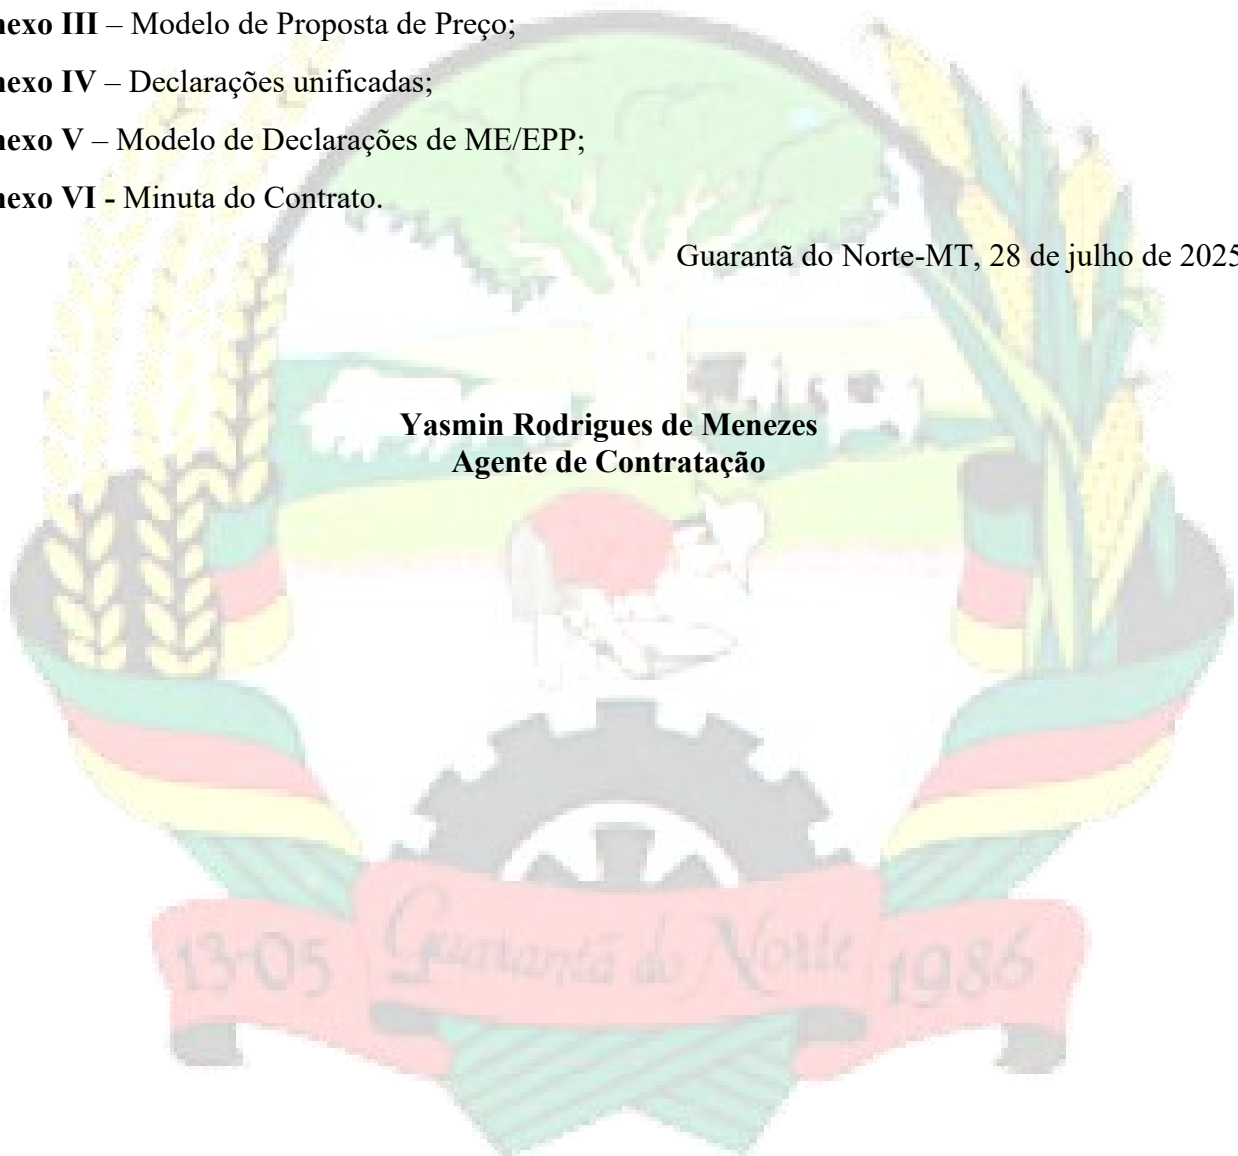 nexo III – Modelo de Proposta de Preço;
nexo IV – Declarações unificadas;
nexo V – Modelo de Declarações de ME/EPP;
nexo VI - Minuta do Contrato.
Guarantã do Norte-MT, 28 de julho de 2025
Yasmin Rodrigues de Menezes
Agente de Contratação
13-05 Guarantã do Norte 1986